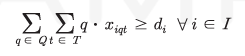 ∑ ∑ q · x_{iqt} ≥ d_i ∀ i ∈ I
q ∈ Q t ∈ T